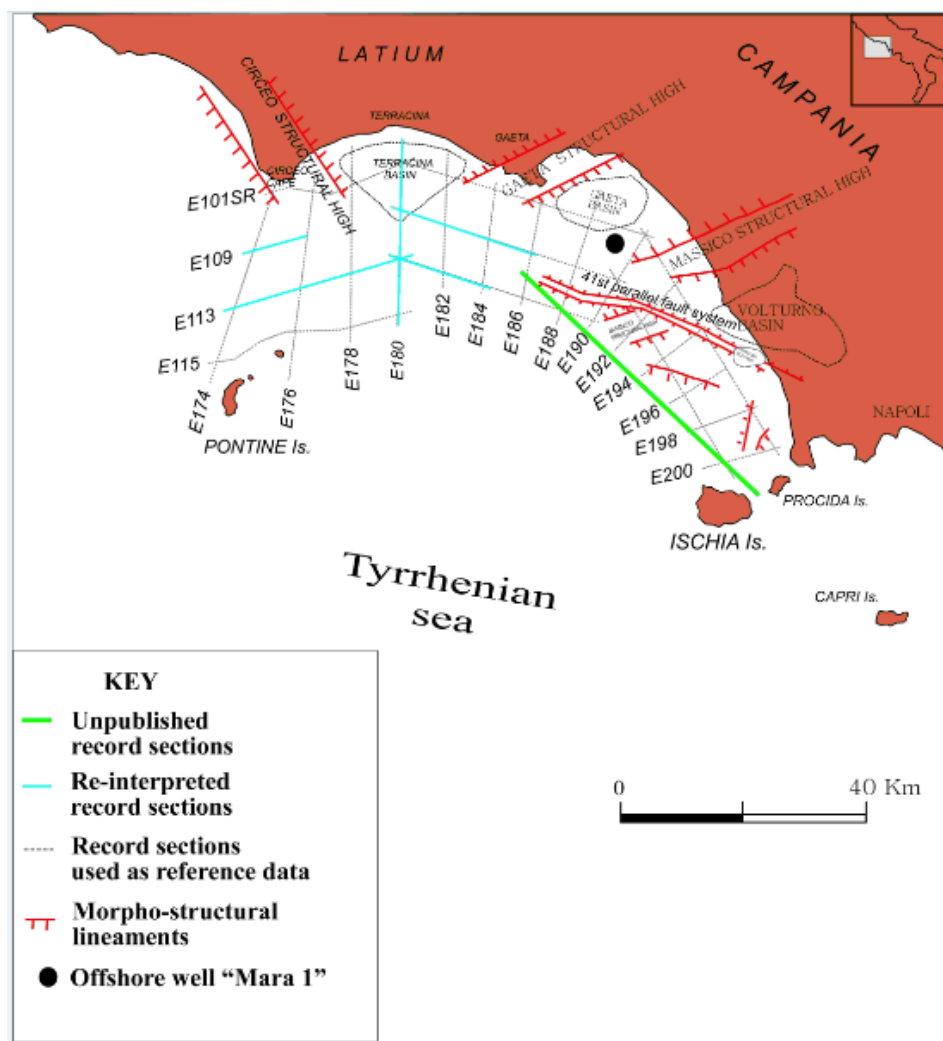 LATIUM
CAMPANIA
CIRCEO STRUCTURAL HIGH
TERRACINA
GAETA
GAETA STRUCTURAL HIGH
TERRACINA
BASIN
CIRCEO
CAPE
GAETA
BASIN
E101SR
MASSICO STRUCTURAL HIGH
E109
41st parallel fault system
VOLTURNO
BASIN
E113
E115
E174
E176
E178
E180
E182
E184
E186
E188
E190
E192
E194
E196
E198
E200
NAPOLI
PONTINE Is.
PROCIDA Is.
ISCHIA Is.
Tyrrhenian
sea
CAPRI Is.
KEY
Unpublished
record sections
Re-interpreted
record sections
Record sections
used as reference data
Morpho-structural
lineaments
Offshore well “Mara 1”
0 40 Km